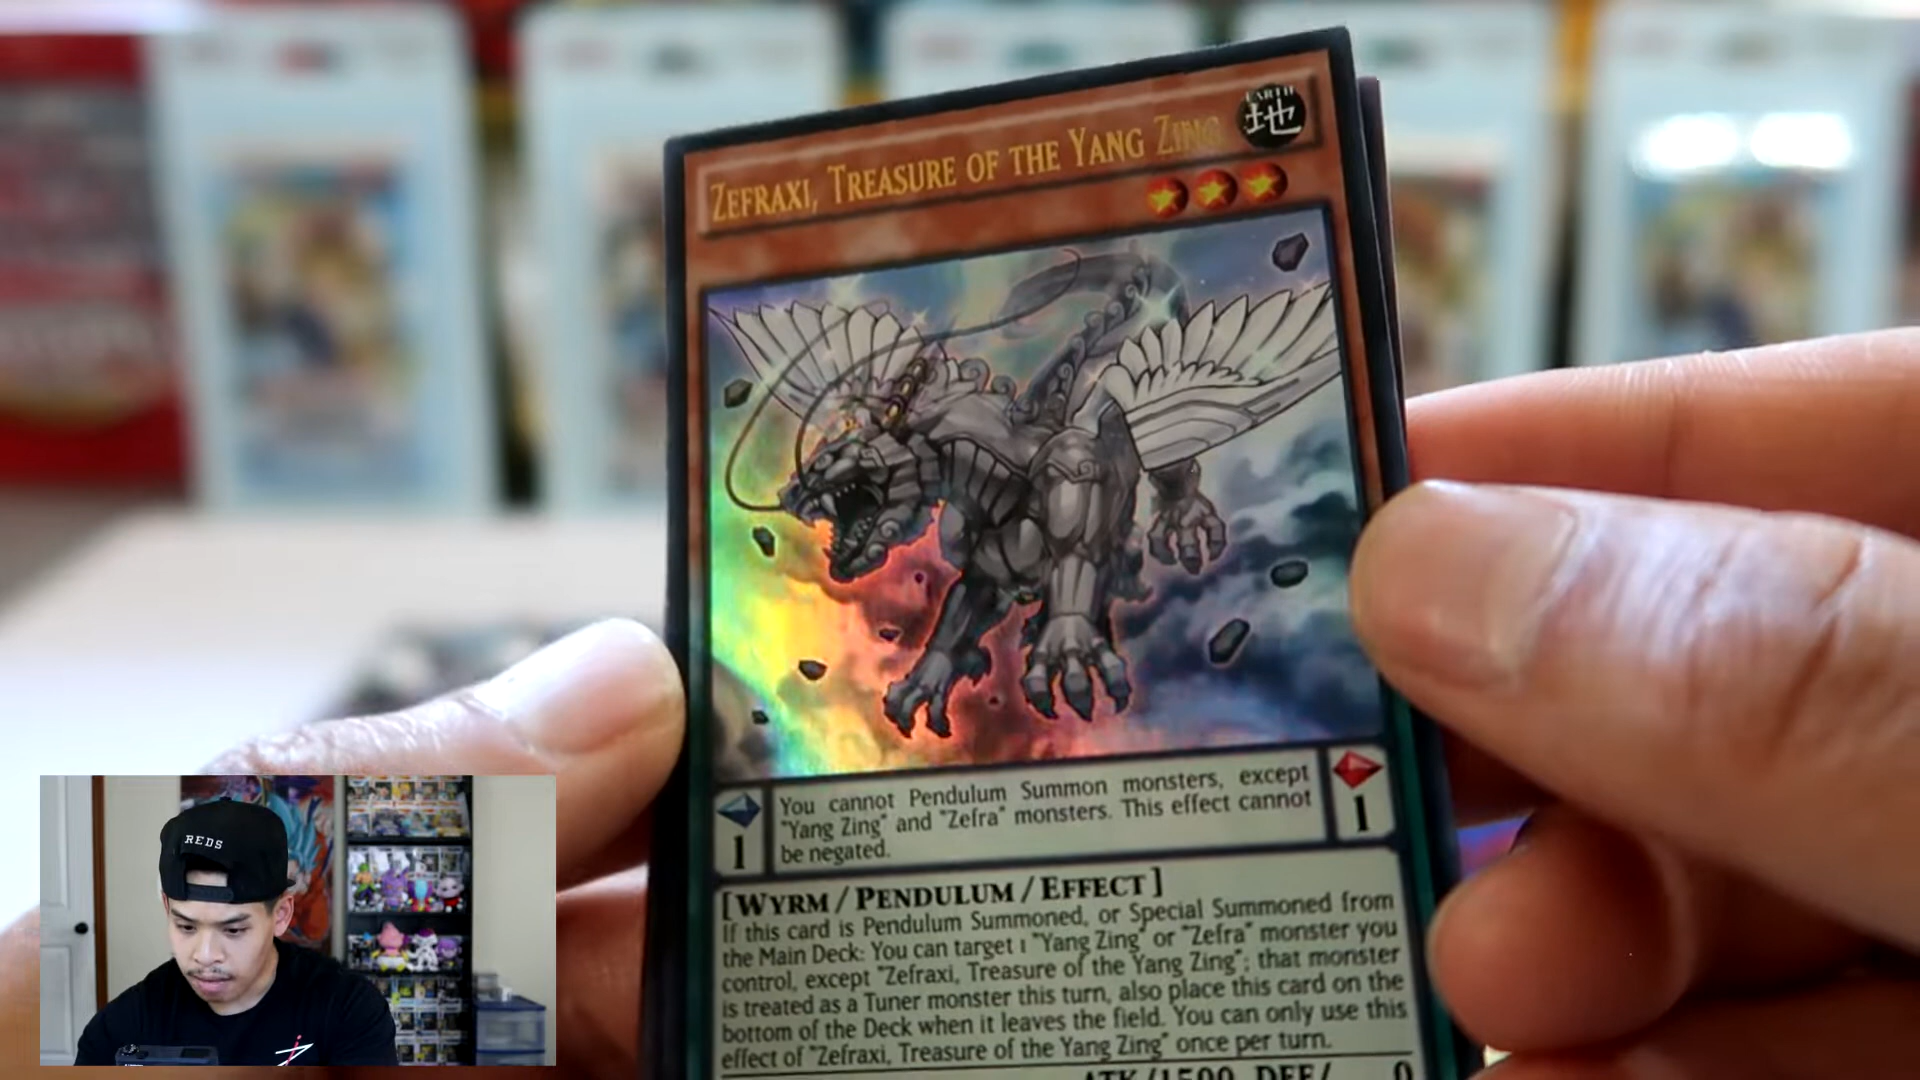 EARTH
地
ZEFRAXI, TREASURE OF THE YANG ZING
You cannot Pendulum Summon monsters, except
"Yang Zing" and "Zefra" monsters. This effect cannot
be negated.
1
1
[WYRM/PENDULUM/EFFECT]
If this card is Pendulum Summoned, or Special Summoned from
the Main Deck: You can target 1 "Yang Zing" or "Zefra" monster you
control, except "Zefraxi, Treasure of the Yang Zing"; that monster
is treated as a Tuner monster this turn, also place this card on the
bottom of the Deck when it leaves the field. You can only use this
effect of "Zefraxi, Treasure of the Yang Zing" once per turn.
ATK/1500 DEF/ 0
REDS